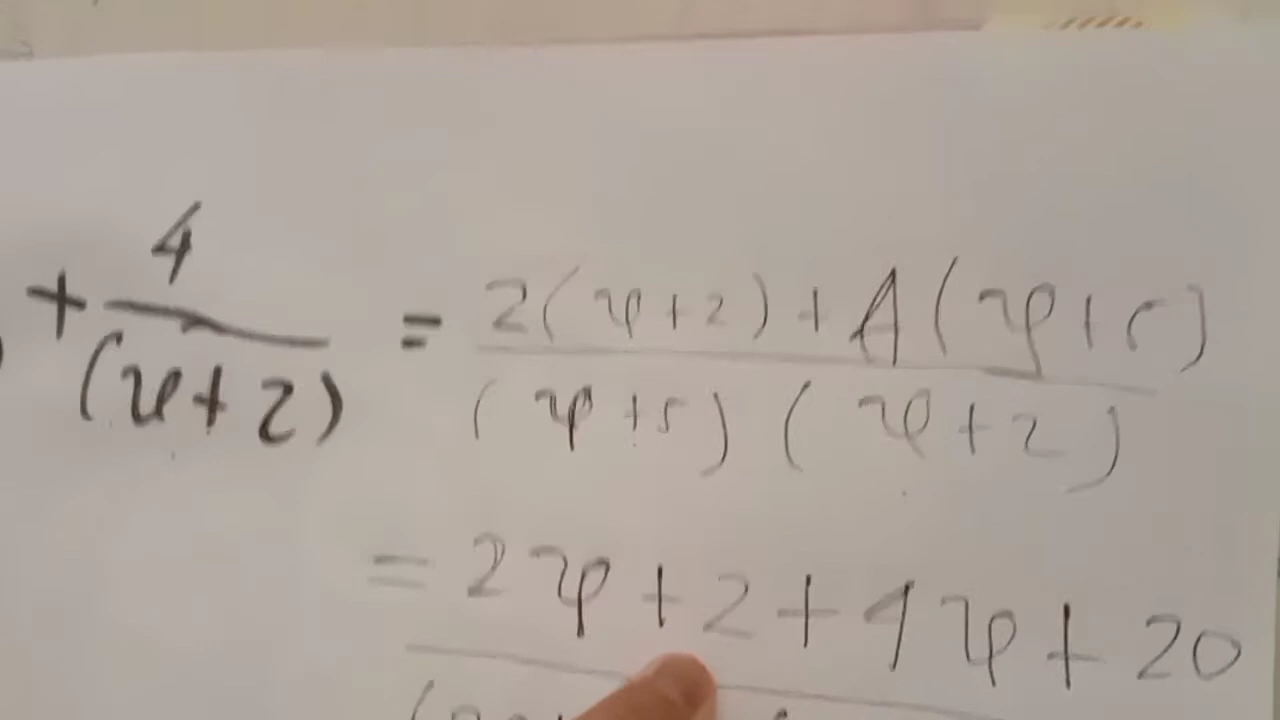 + 4/(x+2) = 2(x+2)+4(x+5)
(x+5)(x+2)
= 2x+2+4x+20